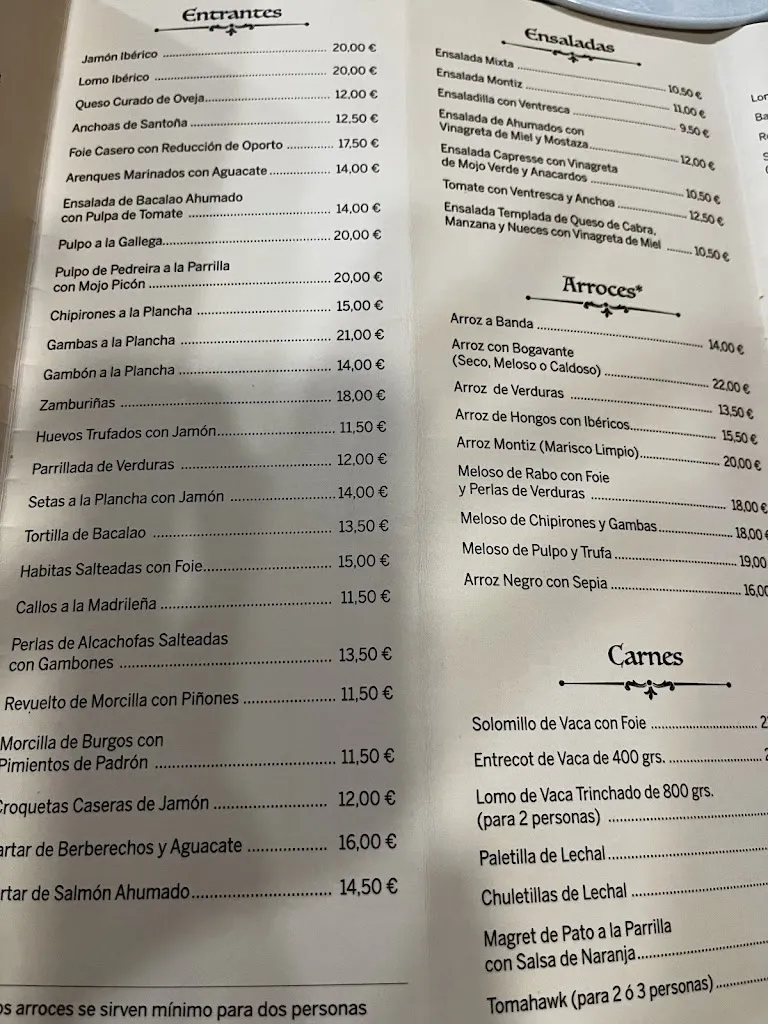 Entrantes
Jamón Ibérico ........ 20,00 €
Lomo Ibérico ........ 20,00 €
Queso Curado de Oveja........ 12,00 €
Anchoas de Santoña ........ 12,50 €
Foie Casero con Reducción de Oporto ........ 17,50 €
Arenques Marinados con Aguacate........ 14,00 €
Ensalada de Bacalao Ahumado
con Pulpa de Tomate ........ 14,00 €
Pulpo a la Gallega........ 20,00 €
Pulpo de Pedreira a la Parrilla
con Mojo Picón ........ 20,00 €
Chipirones a la Plancha ........ 15,00 €
Gambas a la Plancha ........ 21,00 €
Gambón a la Plancha ........ 14,00 €
Zamburiñas ........ 18,00 €
Huevos Trufados con Jamón........ 11,50 €
Parrillada de Verduras ........ 12,00 €
Setas a la Plancha con Jamón ........ 14,00 €
Tortilla de Bacalao ........ 13,50 €
Habitas Salteadas con Foie........ 15,00 €
Callos a la Madrileña ........ 11,50 €
Perlas de Alcachofas Salteadas
con Gambones ........ 13,50 €
Revuelto de Morcilla con Piñones ........ 11,50 €
Morcilla de Burgos con
Pimientos de Padrón ........ 11,50 €
Croquetas Caseras de Jamón ........ 12,00 €
artar de Berberechos y Aguacate ........ 16,00 €
rtar de Salmón Ahumado........ 14,50 €
os arroces se sirven mínimo para dos personas
Ensaladas
Ensalada Mixta ........ 10,50 €
Ensalada Montiz ........ 11,00 €
Ensaladilla con Ventresca ........ 9,50 €
Ensalada de Ahumados con
Vinagreta de Miel y Mostaza........ 12,00 €
Ensalada Capresse con Vinagreta
de Mojo Verde y Anacardos ........ 10,50 €
Tomate con Ventresca y Anchoa ........ 12,50 €
Ensalada Templada de Queso de Cabra,
Manzana y Nueces con Vinagreta de Miel ........ 10,50 €
Arroces*
Arroz a Banda ........ 14,00 €
Arroz con Bogavante
(Seco, Meloso o Caldoso) ........ 22,00 €
Arroz de Verduras ........ 13,50 €
Arroz de Hongos con Ibéricos........ 15,50 €
Arroz Montiz (Marisco Limpio)........ 20,00 €
Meloso de Rabo con Foie
y Perlas de Verduras ........ 18,00 €
Meloso de Chipirones y Gambas........ 18,00 €
Meloso de Pulpo y Trufa ........ 19,00
Arroz Negro con Sepia ........ 16,00
Carnes
Solomillo de Vaca con Foie ........ 2
Entrecot de Vaca de 400 grs. ........
Lomo de Vaca Trinchado de 800 grs.
(para 2 personas) ........
Paletilla de Lechal........
Chuletillas de Lechal ........
Magret de Pato a la Parrilla
con Salsa de Naranja........
Tomahawk (para 2 ó 3 personas)........
Lor
Ba